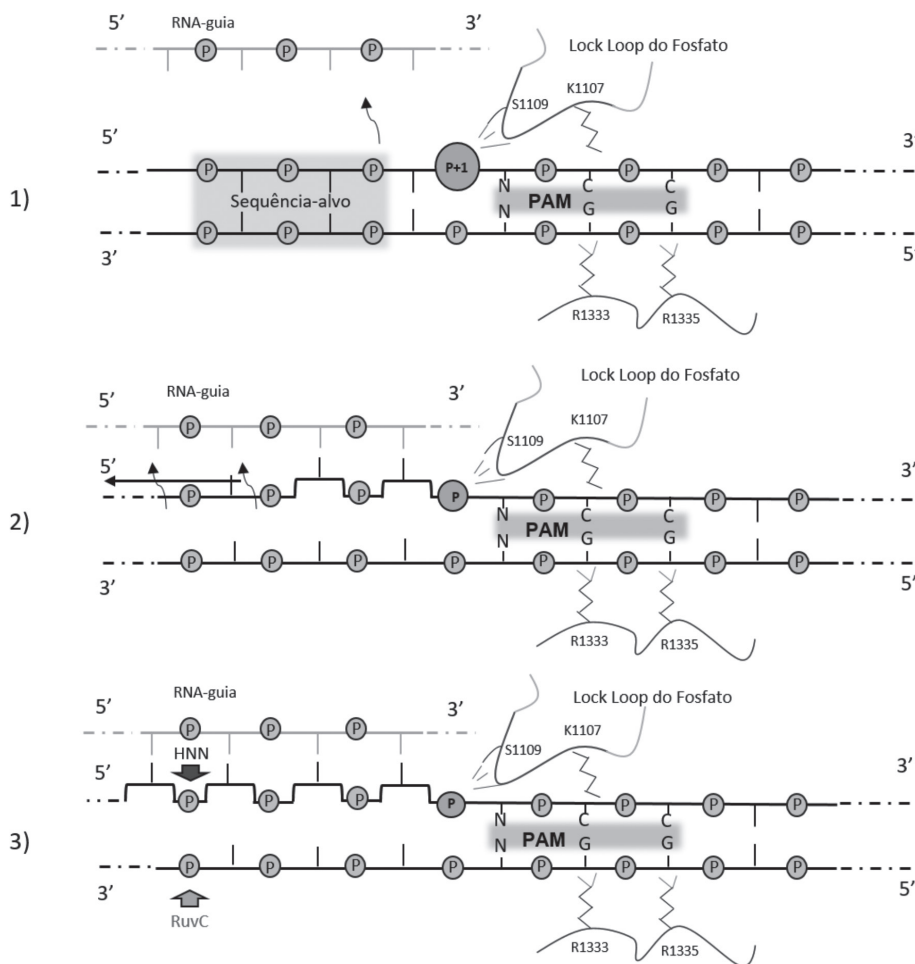 5’ RNA-guia 3’
Lock Loop do Fosfato
P P P
K1107
S1109
5’ 3’
P P P P+1 P P P P
N C C
1) Sequência-alvo PAM
N G G
P P P P P P P P
3’ 5’
R1333 R1335
Lock Loop do Fosfato
5’ RNA-guia 3’
K1107
P P P
S1109
5’ 3’
P P P P P P P P
N C C
2) PAM
N G G
P P P P P P P P
3’ 5’
R1333 R1335
RNA-guia
Lock Loop do Fosfato
5’ 3’
P P P K1107
S1109
HNN
5’ 3’
P P P P P P P P
N C C
3) PAM
N G G
P P P P P P P P
3’ 5’
RuvC
R1333 R1335